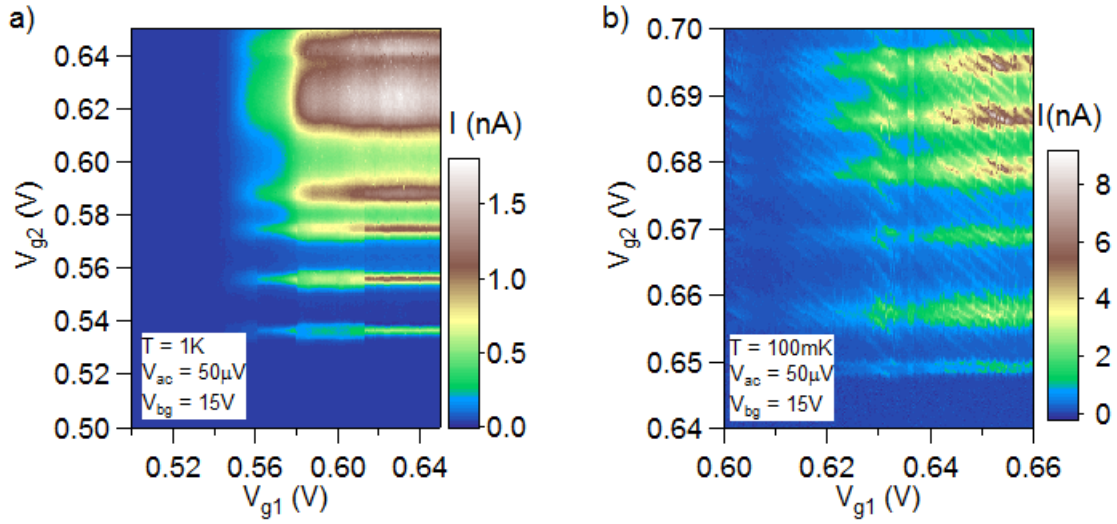 a)
0.64
0.62
0.60
0.58
0.56
0.54
0.52
0.50
V_g2 (V)
0.52 0.56 0.60 0.64
V_g1 (V)
T = 1K
V_ac = 50µV
V_bg = 15V
I (nA)
1.5
1.0
0.5
0.0
b)
0.70
0.69
0.68
0.67
0.66
0.65
0.64
V_g2 (V)
0.60 0.62 0.64 0.66
V_g1 (V)
T = 100mK
V_ac = 50µV
V_bg = 15V
I(nA)
8
6
4
2
0